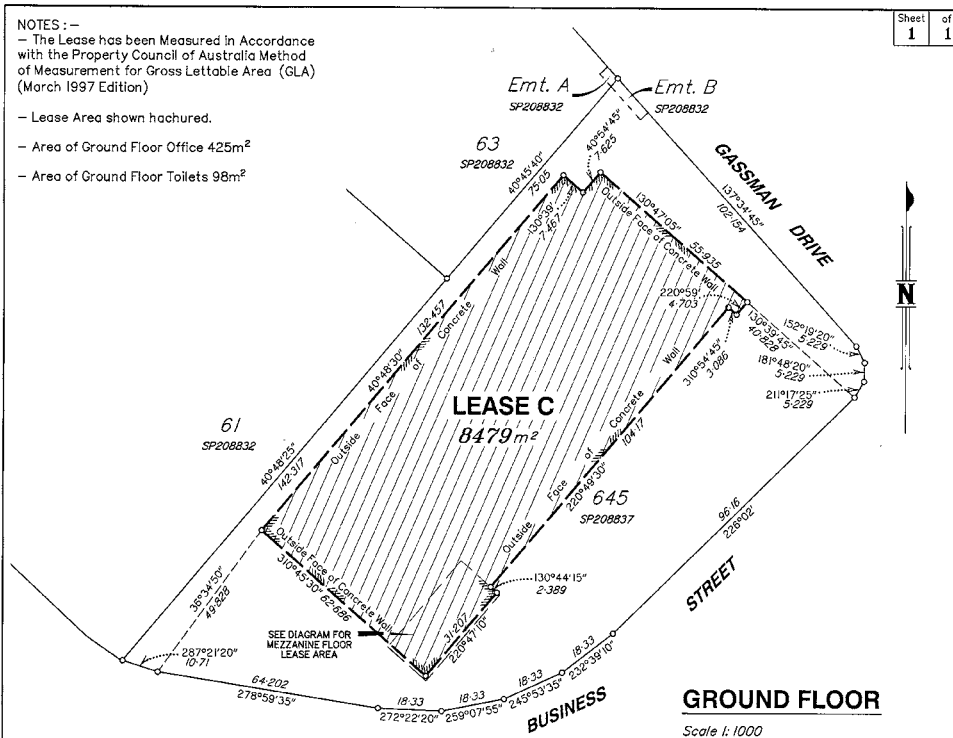 NOTES :-
- The Lease has been Measured in Accordance
with the Property Council of Australia Method
of Measurement for Gross Lettable Area (GLA)
(March 1997 Edition)
- Lease Area shown hachured.
- Area of Ground Floor Office 425m²
- Area of Ground Floor Toilets 98m²
Sheet of
1 1
Emt. A
SP208832
Emt. B
SP208832
63
SP208832
40°45'40"
75·05
40°54'45"
7·625
130°39'
7·467
GASSMAN DRIVE
137°34'45"
102·154
130°47'05" 55·935
Outside Face of Concrete Wall
N
220°59'
4·703
130°39'45"
40·828
152°19'20"
5·229
181°48'20"
5·229
211°17'25"
5·229
310°54'45"
3·086
132·457
40°48'30"
Outside Face of Concrete Wall
LEASE C
8479m²
61
SP208832
40°48'25"
142·317
Outside Face of Concrete Wall
104·17
220°49'30"
645
SP208837
96·16
226°02'
Outside Face of Concrete Wall
310°45'30" 62·686
36°34'50"
49·828
130°44'15"
2·389
31·207
220°47'10"
SEE DIAGRAM FOR
MEZZANINE FLOOR
LEASE AREA
287°21'20"
10·71
64·202
278°59'35"
18·33
272°22'20"
18·33
259°07'55"
18·33
245°53'35"
18·33
232°39'10"
BUSINESS STREET
GROUND FLOOR
Scale 1:1000